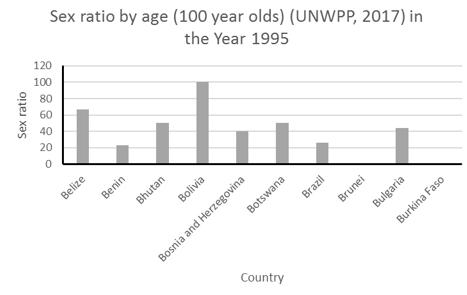 Sex ratio by age (100 year olds) (UNWPP, 2017) in
the Year 1995
120
100
80
60
40
20
0
Sex ratio
Belize
Benin
Bhutan
Bolivia
Bosnia and Herzegovina
Botswana
Brazil
Brunei
Bulgaria
Burkina Faso
Country